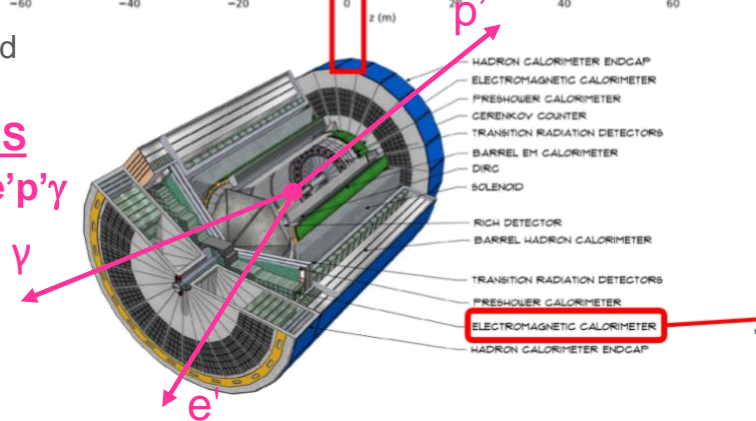 −60 −40 −20 0 20 40 60
z (m)
p'
d
HADRON CALORIMETER ENDCAP
ELECTROMAGNETIC CALORIMETER
S
PRESHOWER CALORIMETER
CERENKOV COUNTER
TRANSITION RADIATION DETECTORS
BARREL EM CALORIMETER
DIRC
e'p'γ
SOLENOID
RICH DETECTOR
BARREL HADRON CALORIMETER
γ
TRANSITION RADIATION DETECTORS
PRESHOWER CALORIMETER
ELECTROMAGNETIC CALORIMETER
HADRON CALORIMETER ENDCAP
e'